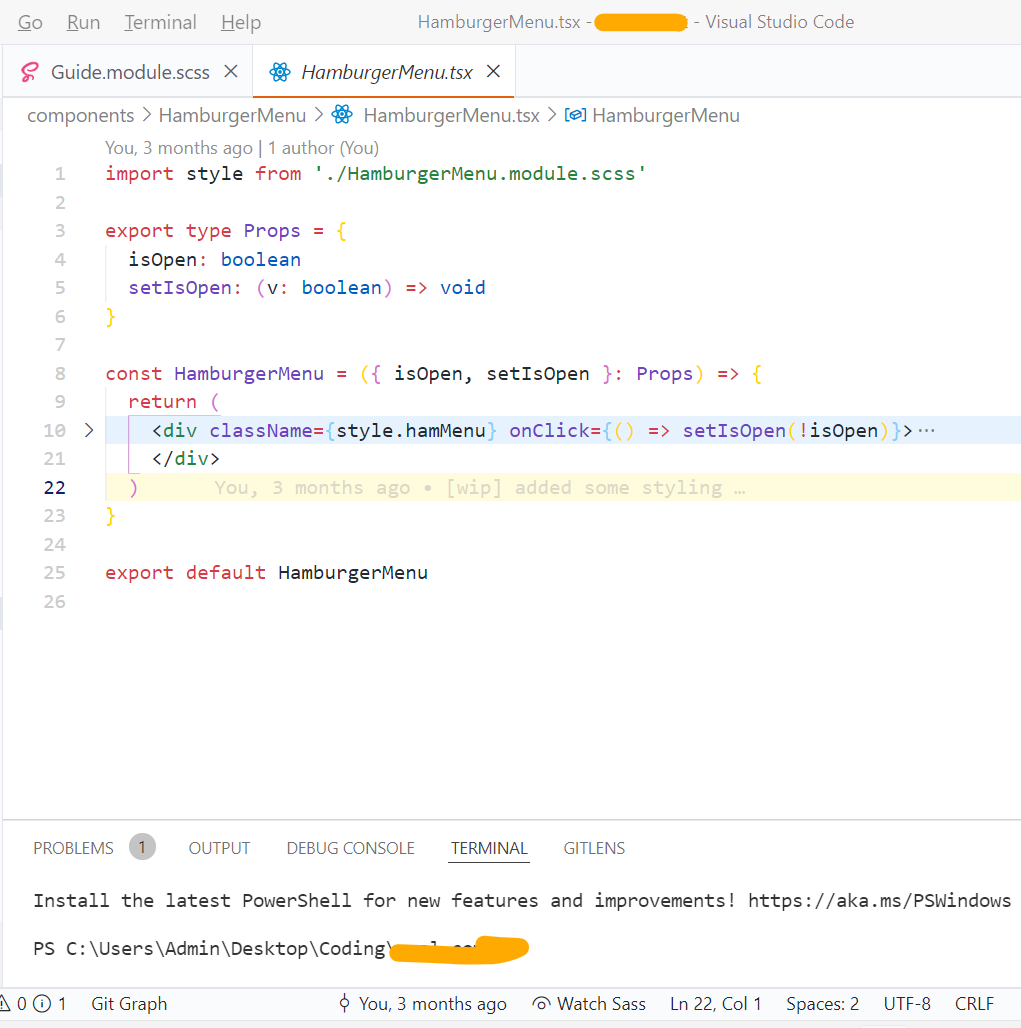 Go Run Terminal Help HamburgerMenu.tsx - - Visual Studio Code
Guide.module.scss HamburgerMenu.tsx
components > HamburgerMenu > HamburgerMenu.tsx > HamburgerMenu
You, 3 months ago | 1 author (You)
1 import style from './HamburgerMenu.module.scss'
2
3 export type Props = {
4 isOpen: boolean
5 setIsOpen: (v: boolean) => void
6 }
7
8 const HamburgerMenu = ({ isOpen, setIsOpen }: Props) => {
9 return (
10 <div className={style.hamMenu} onClick={() => setIsOpen(!isOpen)}>⋯
21 </div>
22 ) You, 3 months ago • [wip] added some styling …
23 }
24
25 export default HamburgerMenu
26
PROBLEMS 1 OUTPUT DEBUG CONSOLE TERMINAL GITLENS
Install the latest PowerShell for new features and improvements! https://aka.ms/PSWindows
PS C:\Users\Admin\Desktop\Coding\
0 1 Git Graph You, 3 months ago Watch Sass Ln 22, Col 1 Spaces: 2 UTF-8 CRLF